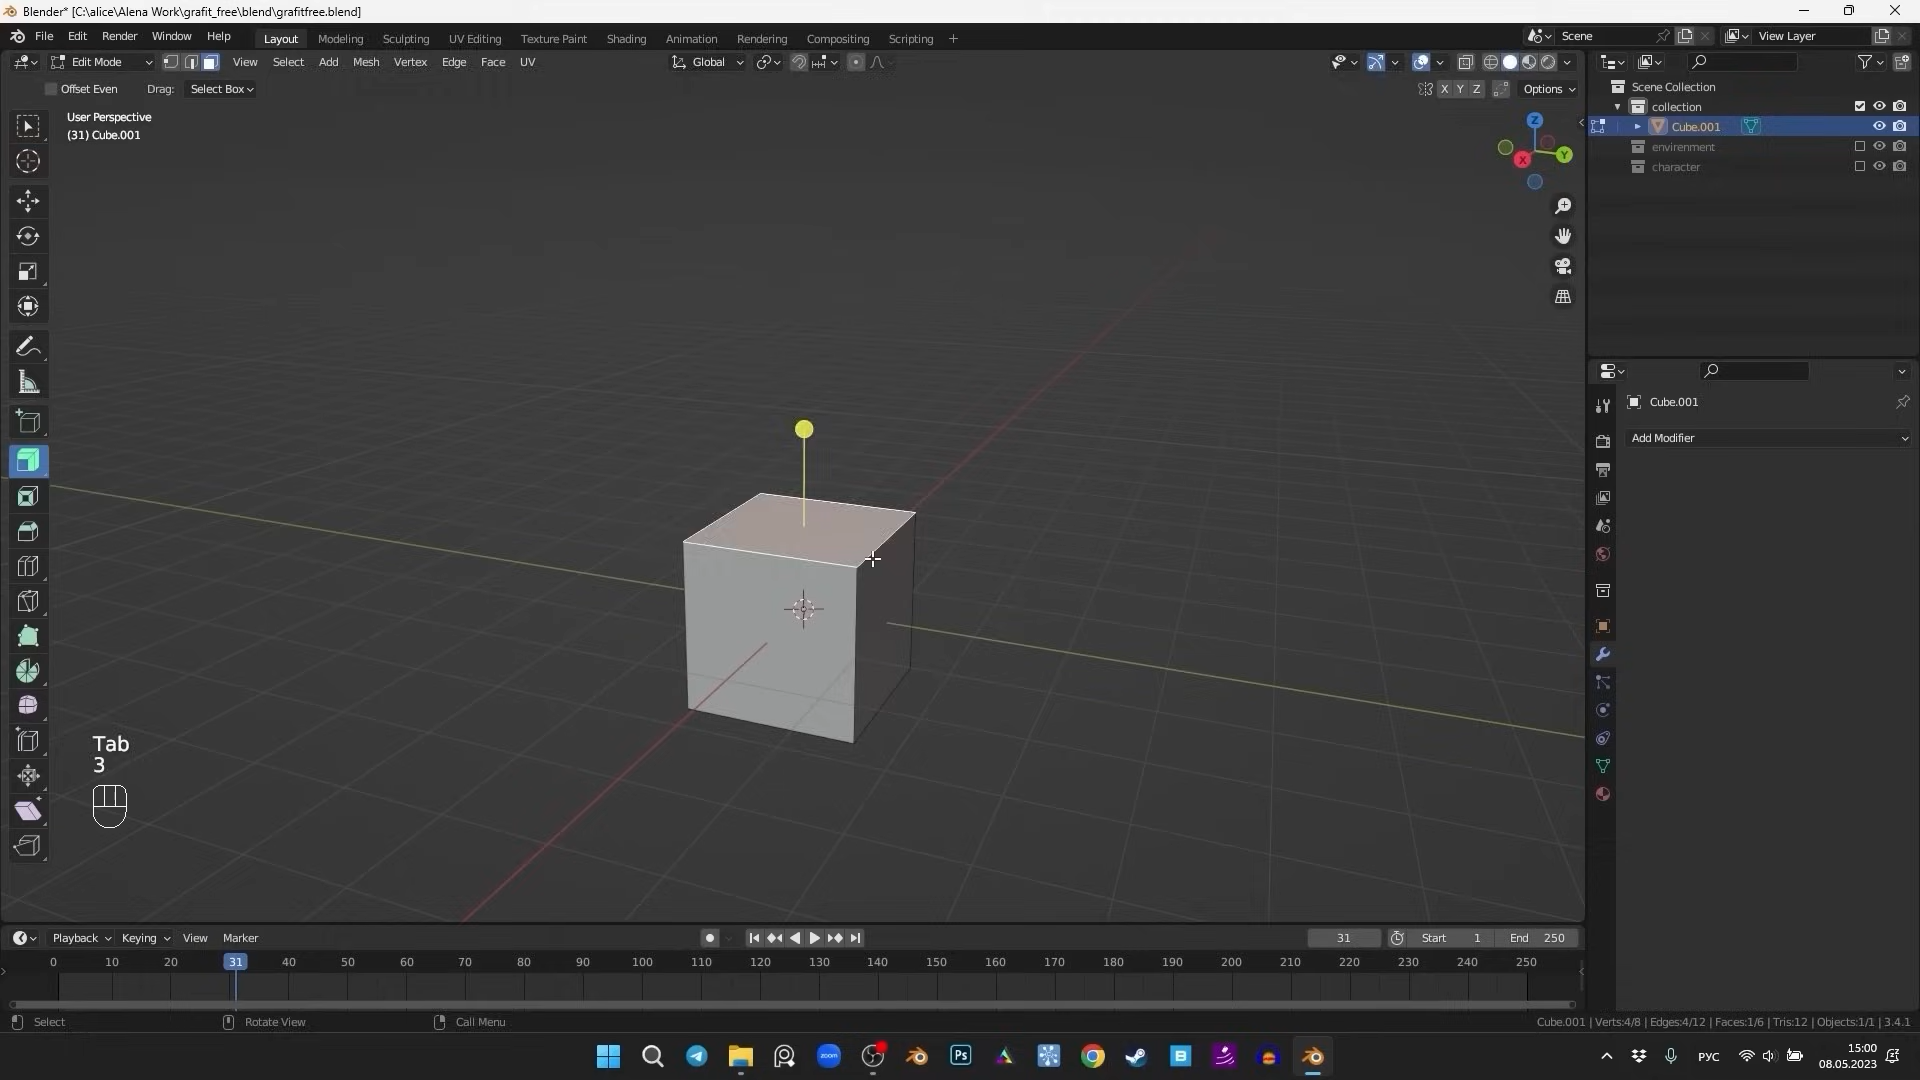 Blender* [C:\alice\Alena Work\grafit_free\blend\grafitfree.blend]
File Edit Render Window Help Layout Modeling Sculpting UV Editing Texture Paint Shading Animation Rendering Compositing Scripting + Scene View Layer
Edit Mode View Select Add Mesh Vertex Edge Face UV Global
Offset Even Drag: Select Box X Y Z Options
Scene Collection
collection
Cube.001
envirenment
character
User Perspective
(31) Cube.001
Z
Y
X
Cube.001
Add Modifier
Tab
3
Playback Keying View Marker 31 Start 1 End 250
0 10 20 31 40 50 60 70 80 90 100 110 120 130 140 150 160 170 180 190 200 210 220 230 240 250
Select Rotate View Call Menu Cube.001 | Verts:4/8 | Edges:4/12 | Faces:1/6 | Tris:12 | Objects:1/1 | 3.4.1
zoom Ps B РУС 15:00
08.05.2023